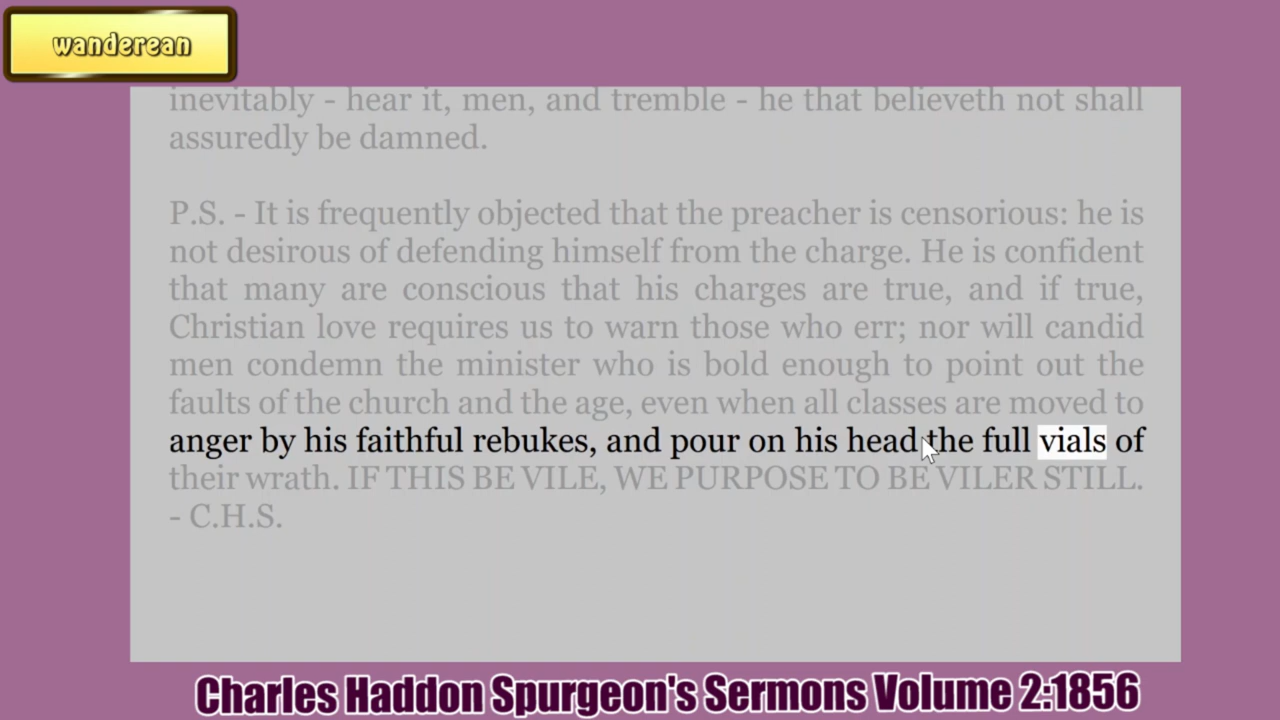 wanderean
inevitably - hear it, men, and tremble - he that believeth not shall
assuredly be damned.
P.S. - It is frequently objected that the preacher is censorious: he is
not desirous of defending himself from the charge. He is confident
that many are conscious that his charges are true, and if true,
Christian love requires us to warn those who err; nor will candid
men condemn the minister who is bold enough to point out the
faults of the church and the age, even when all classes are moved to
anger by his faithful rebukes, and pour on his head the full vials of
their wrath. IF THIS BE VILE, WE PURPOSE TO BE VILER STILL.
- C.H.S.
Charles Haddon Spurgeon's Sermons Volume 2:1856